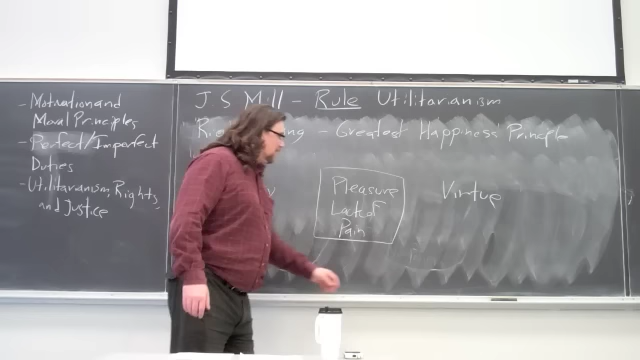 - Motivation and
Moral Principles
- Perfect/Imperfect
Duties
- Utilitarianism, Rights,
and Justice
J S Mill - Rule Utilitarianism
- Greatest Happiness Principle
Pleasure
Lack of
Pain
Virtue